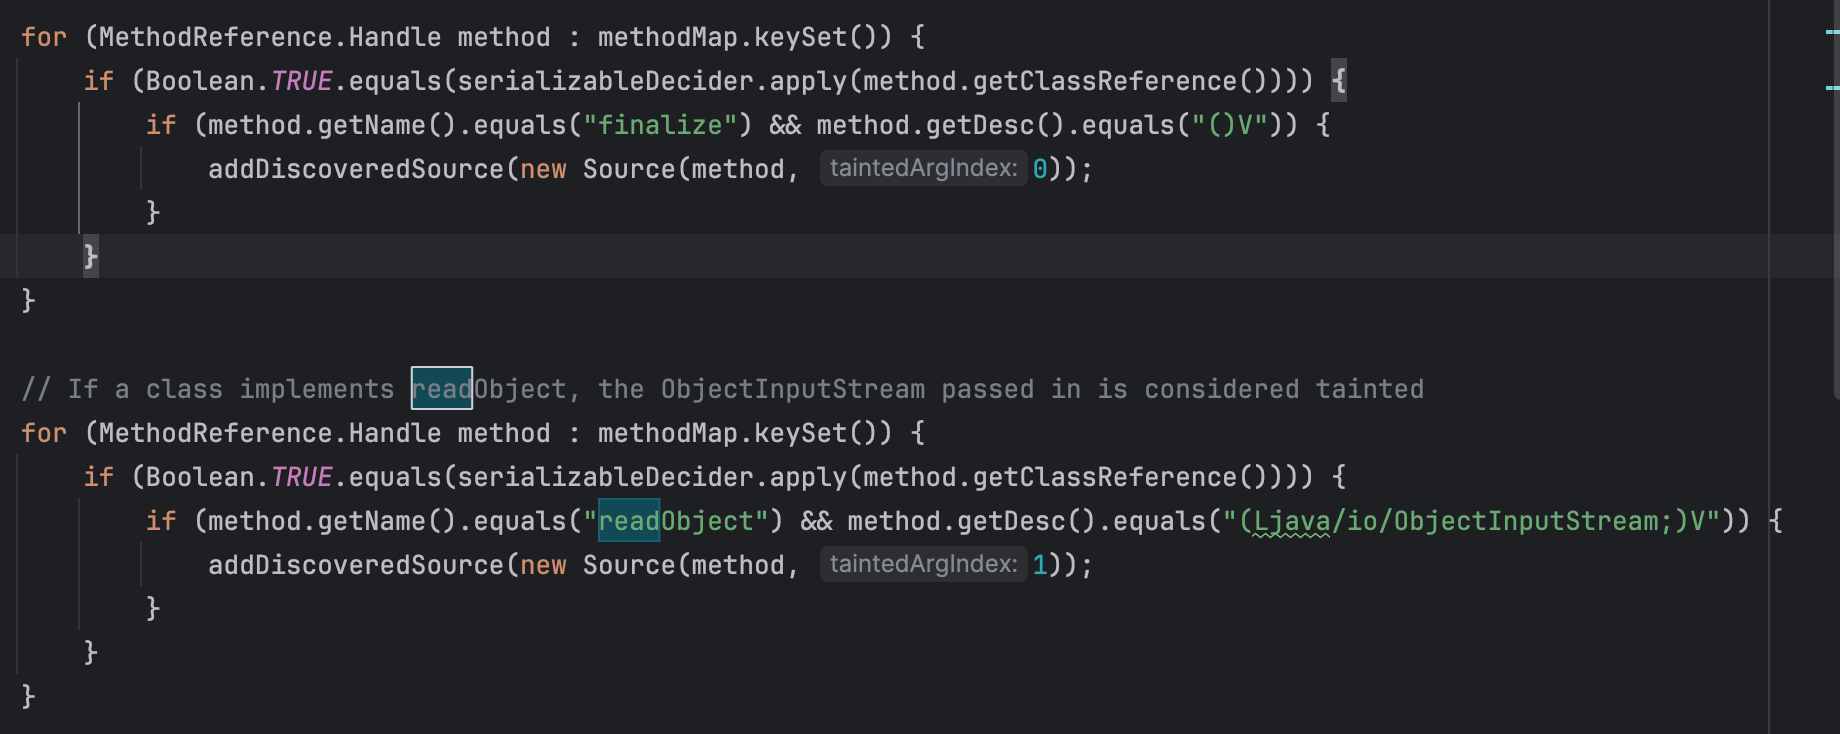 for (MethodReference.Handle method : methodMap.keySet()) {
if (Boolean.TRUE.equals(serializableDecider.apply(method.getClassReference()))) {
if (method.getName().equals("finalize") && method.getDesc().equals("()V")) {
addDiscoveredSource(new Source(method, taintedArgIndex: 0));
}
}
}
// If a class implements readObject, the ObjectInputStream passed in is considered tainted
for (MethodReference.Handle method : methodMap.keySet()) {
if (Boolean.TRUE.equals(serializableDecider.apply(method.getClassReference()))) {
if (method.getName().equals("readObject") && method.getDesc().equals("(Ljava/io/ObjectInputStream;)V")) {
addDiscoveredSource(new Source(method, taintedArgIndex: 1));
}
}
}